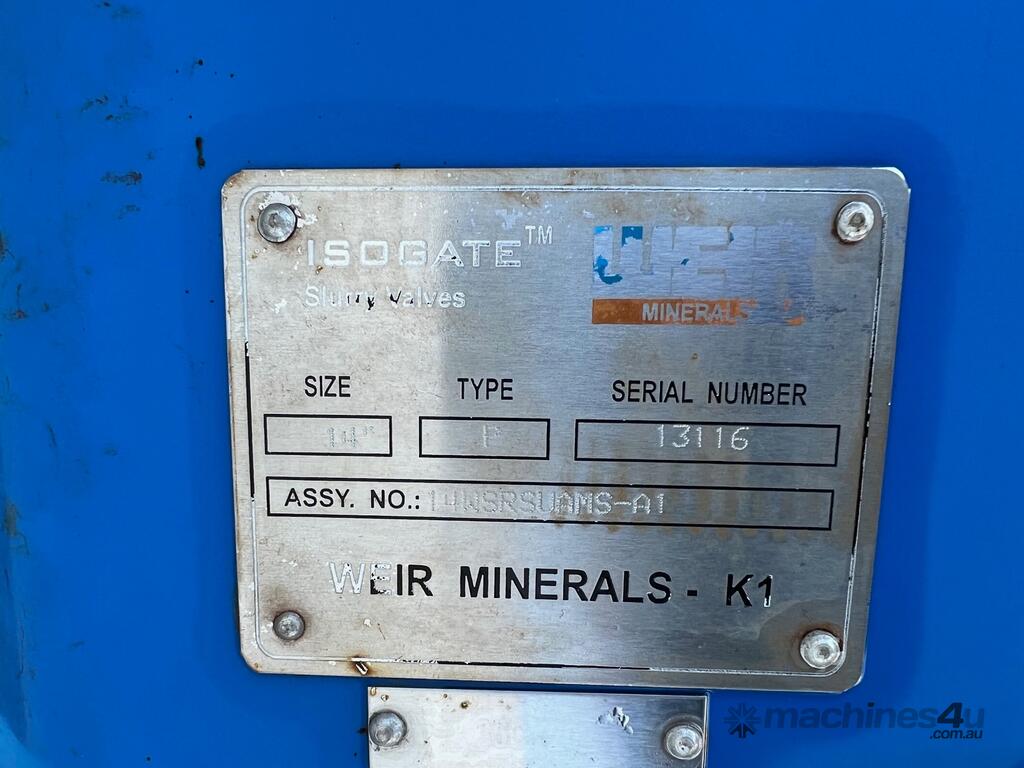 ISOGATE™
Slurry Valves
WEIR
MINERALS
SIZE TYPE SERIAL NUMBER
14" P 13116
ASSY. NO.: 14WSRSUAMS-A1
WEIR MINERALS - K1
machines4u
.com.au